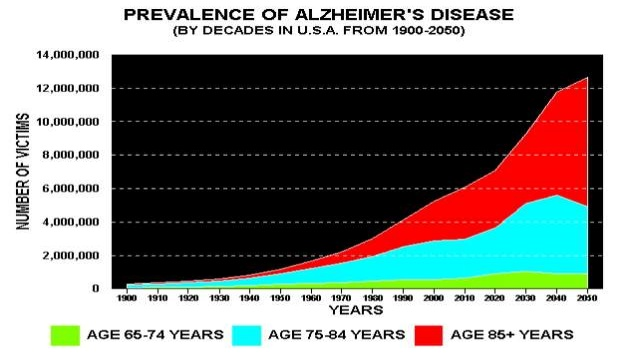 PREVALENCE OF ALZHEIMER'S DISEASE
(BY DECADES IN U.S.A. FROM 1900-2050)
NUMBER OF VICTIMS
14,000,000
12,000,000
10,000,000
8,000,000
6,000,000
4,000,000
2,000,000
0
1900 1910 1920 1930 1940 1950 1960 1970 1980 1990 2000 2010 2020 2030 2040 2050
YEARS
AGE 65-74 YEARS AGE 75-84 YEARS AGE 85+ YEARS